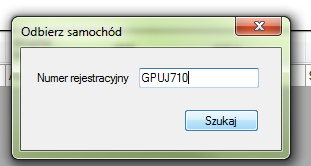 Odbierz samochód
Numer rejestracyjny GPUJ710
Szukaj